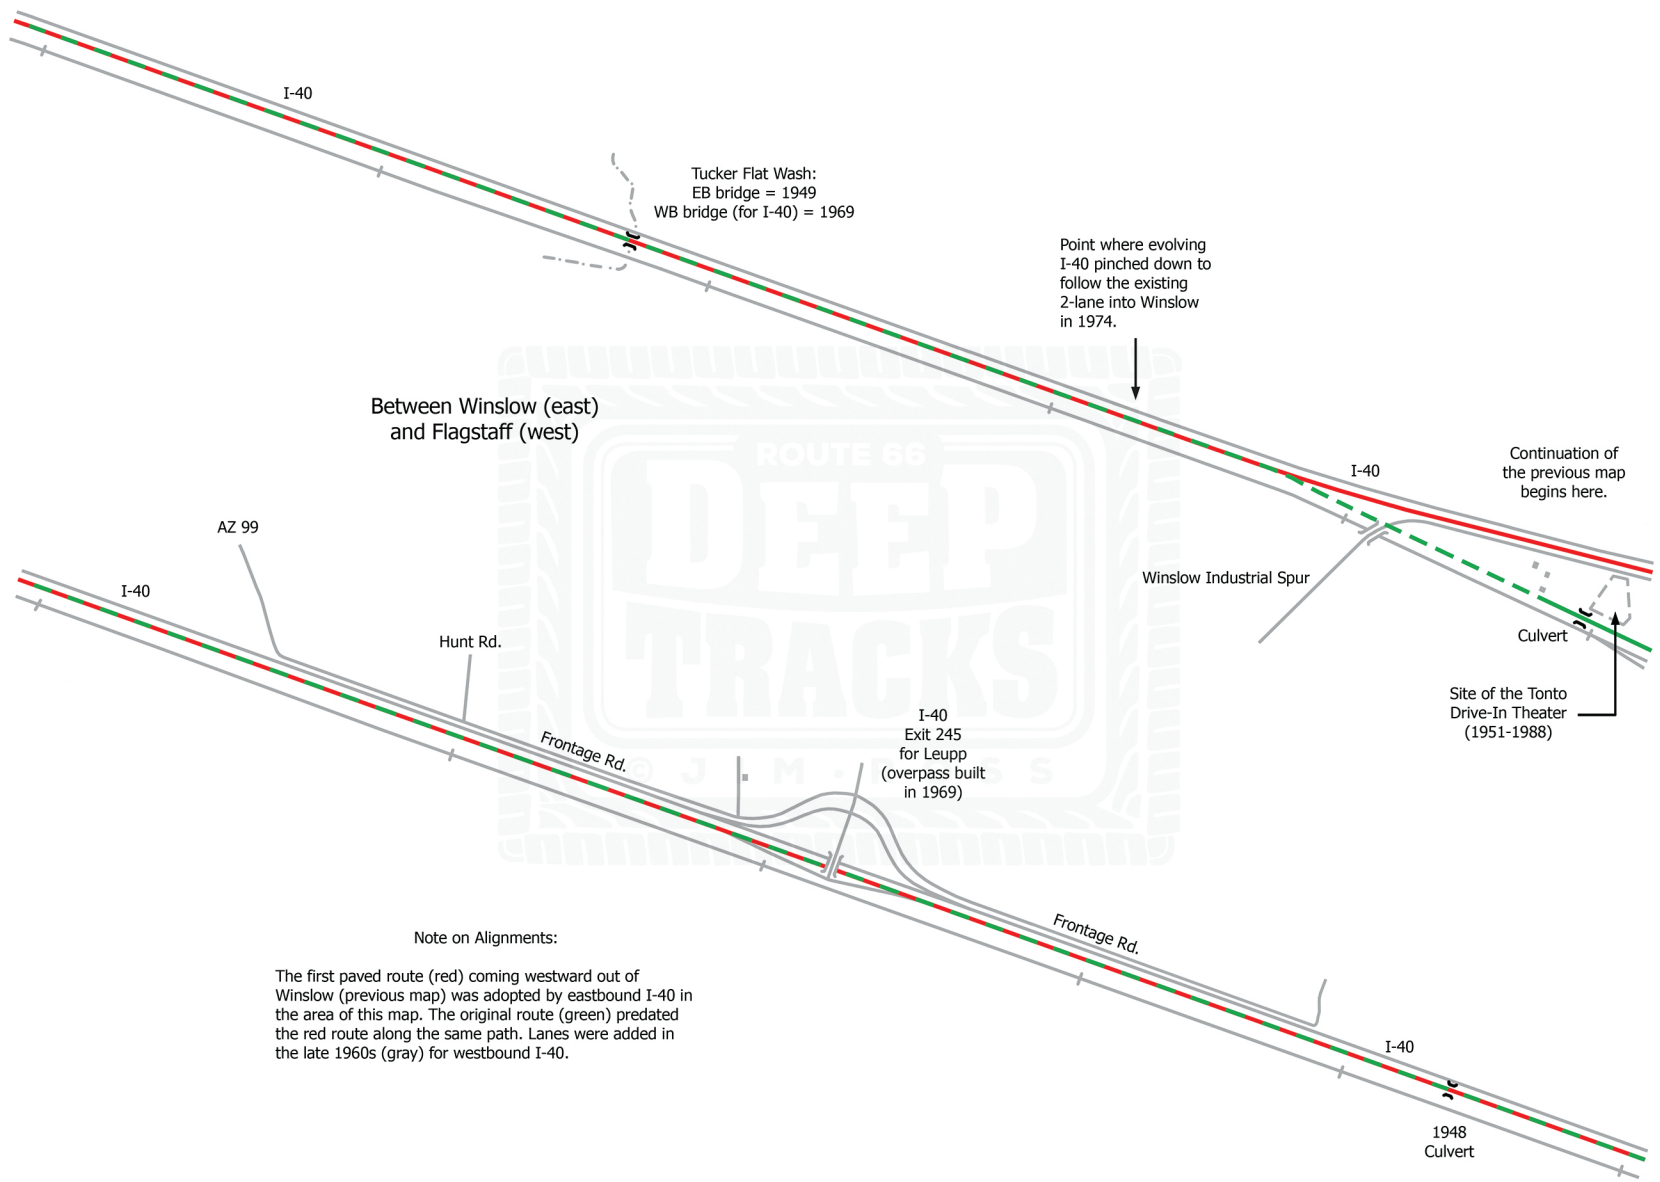 I-40
Tucker Flat Wash:
EB bridge = 1949
WB bridge (for I-40) = 1969
Point where evolving
I-40 pinched down to
follow the existing
2-lane into Winslow
in 1974.
Between Winslow (east)
and Flagstaff (west)
ROUTE 66
DEEP
TRACKS
I-40
Continuation of
the previous map
begins here.
Winslow Industrial Spur
Culvert
Site of the Tonto
Drive-In Theater
(1951-1988)
AZ 99
I-40
Hunt Rd.
Frontage Rd.
I-40
Exit 245
for Leupp
(overpass built
in 1969)
Frontage Rd.
I-40
1948
Culvert
Note on Alignments:
The first paved route (red) coming westward out of
Winslow (previous map) was adopted by eastbound I-40 in
the area of this map. The original route (green) predated
the red route along the same path. Lanes were added in
the late 1960s (gray) for westbound I-40.